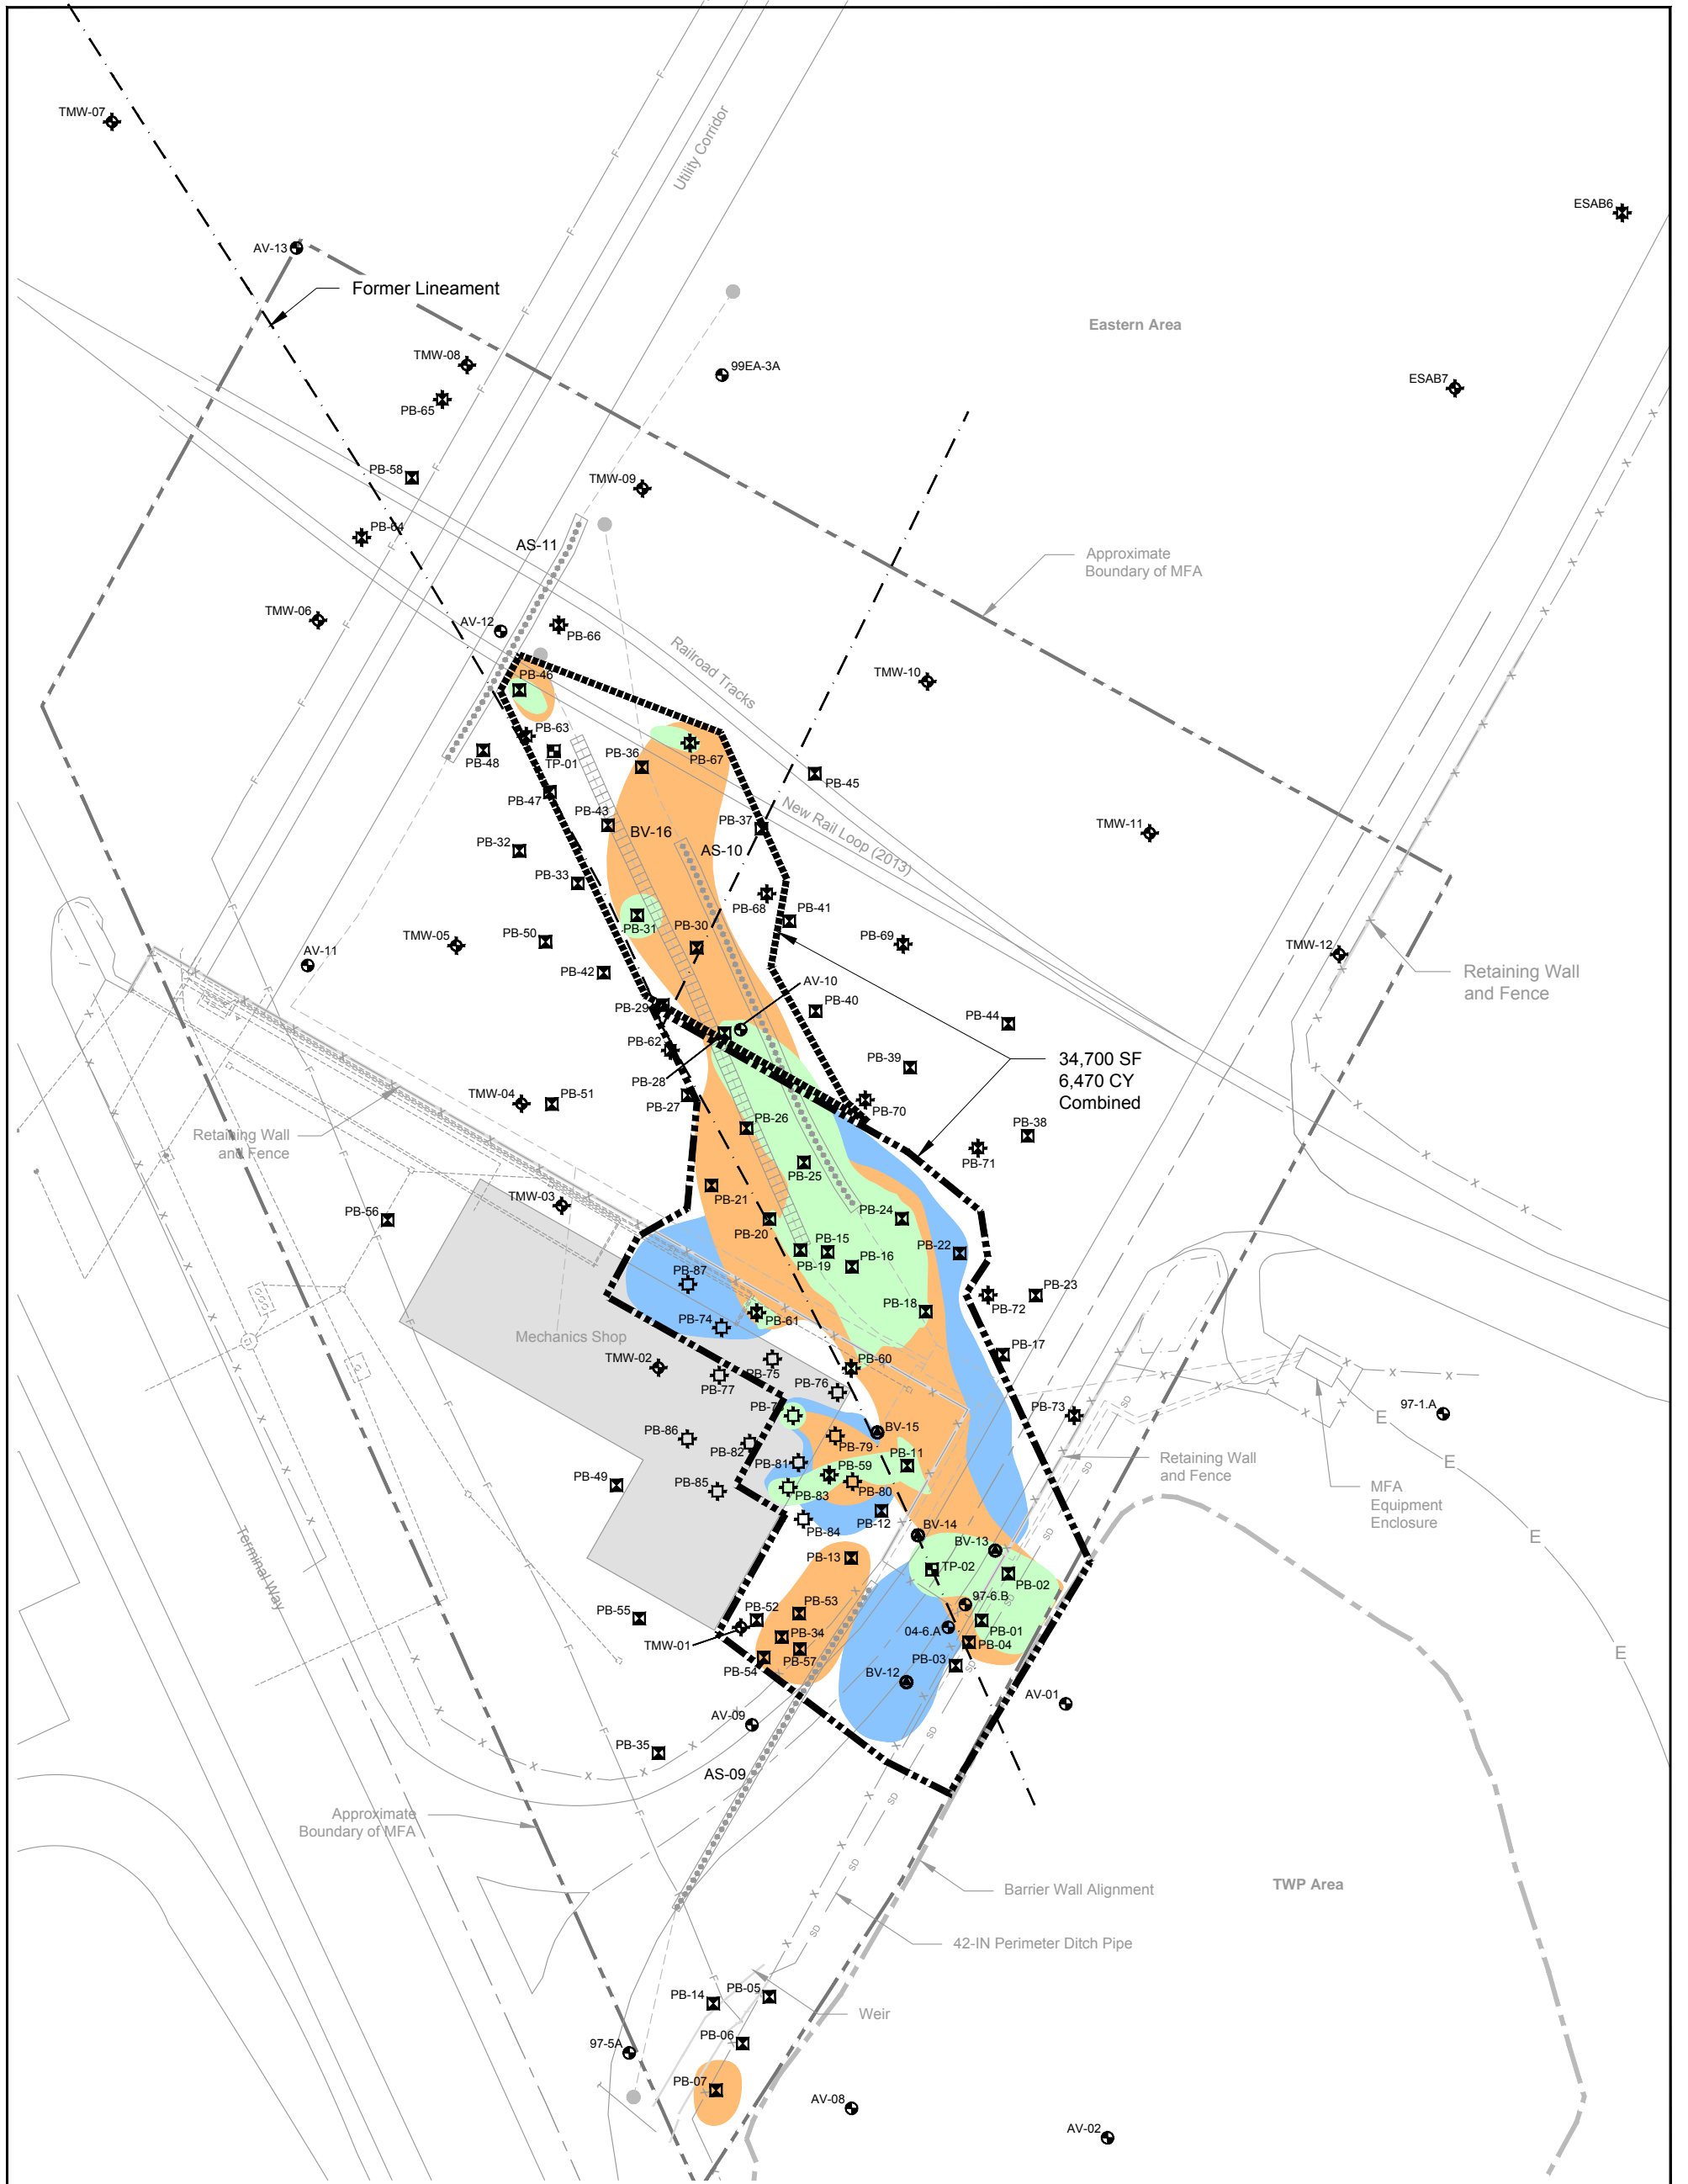 TMW-07
Utility Corridor
ESAB6
AV-13
Former Lineament
Eastern Area
TMW-08
99EA-3A
ESAB7
PB-65
PB-58
TMW-09
PB-64
AS-11
Approximate
Boundary of MFA
TMW-06
AV-12
PB-66
Railroad Tracks
TMW-10
PB-46
PB-63
PB-48
TP-01
PB-36
PB-67
PB-45
PB-47
PB-43
BV-16
PB-37
New Rail Loop (2013)
TMW-11
PB-32
AS-10
PB-33
PB-68
PB-41
PB-31
PB-30
PB-69
TMW-05
PB-50
TMW-12
AV-11
PB-42
Retaining Wall
and Fence
AV-10
PB-29
PB-40
PB-44
PB-62
PB-39
34,700 SF
6,470 CY
Combined
PB-28
PB-27
TMW-04
PB-51
PB-70
PB-26
PB-38
Retaining Wall
and Fence
PB-71
PB-25
PB-21
TMW-03
PB-56
PB-20
PB-24
PB-15
PB-22
PB-19
PB-16
PB-87
PB-23
PB-72
PB-18
PB-61
PB-74
Mechanics Shop
PB-17
TMW-02
PB-60
PB-75
PB-77
PB-76
97-1.A
PB-73
BV-15
PB-86
PB-82
PB-79
PB-11
PB-81
PB-59
Retaining Wall
and Fence
PB-49
PB-85
PB-83
PB-80
MFA
Equipment
Enclosure
PB-12
PB-84
BV-14
BV-13
PB-13
TP-02
PB-02
Terminal Way
97-6.B
PB-55
PB-52
PB-53
PB-01
04-6.A
PB-34
TMW-01
PB-04
PB-57
PB-54
PB-03
BV-12
AV-01
AV-09
PB-35
AS-09
Approximate
Boundary of MFA
TWP Area
Barrier Wall Alignment
42-IN Perimeter Ditch Pipe
PB-14
PB-05
Weir
PB-06
97-5A
PB-07
AV-08
AV-02